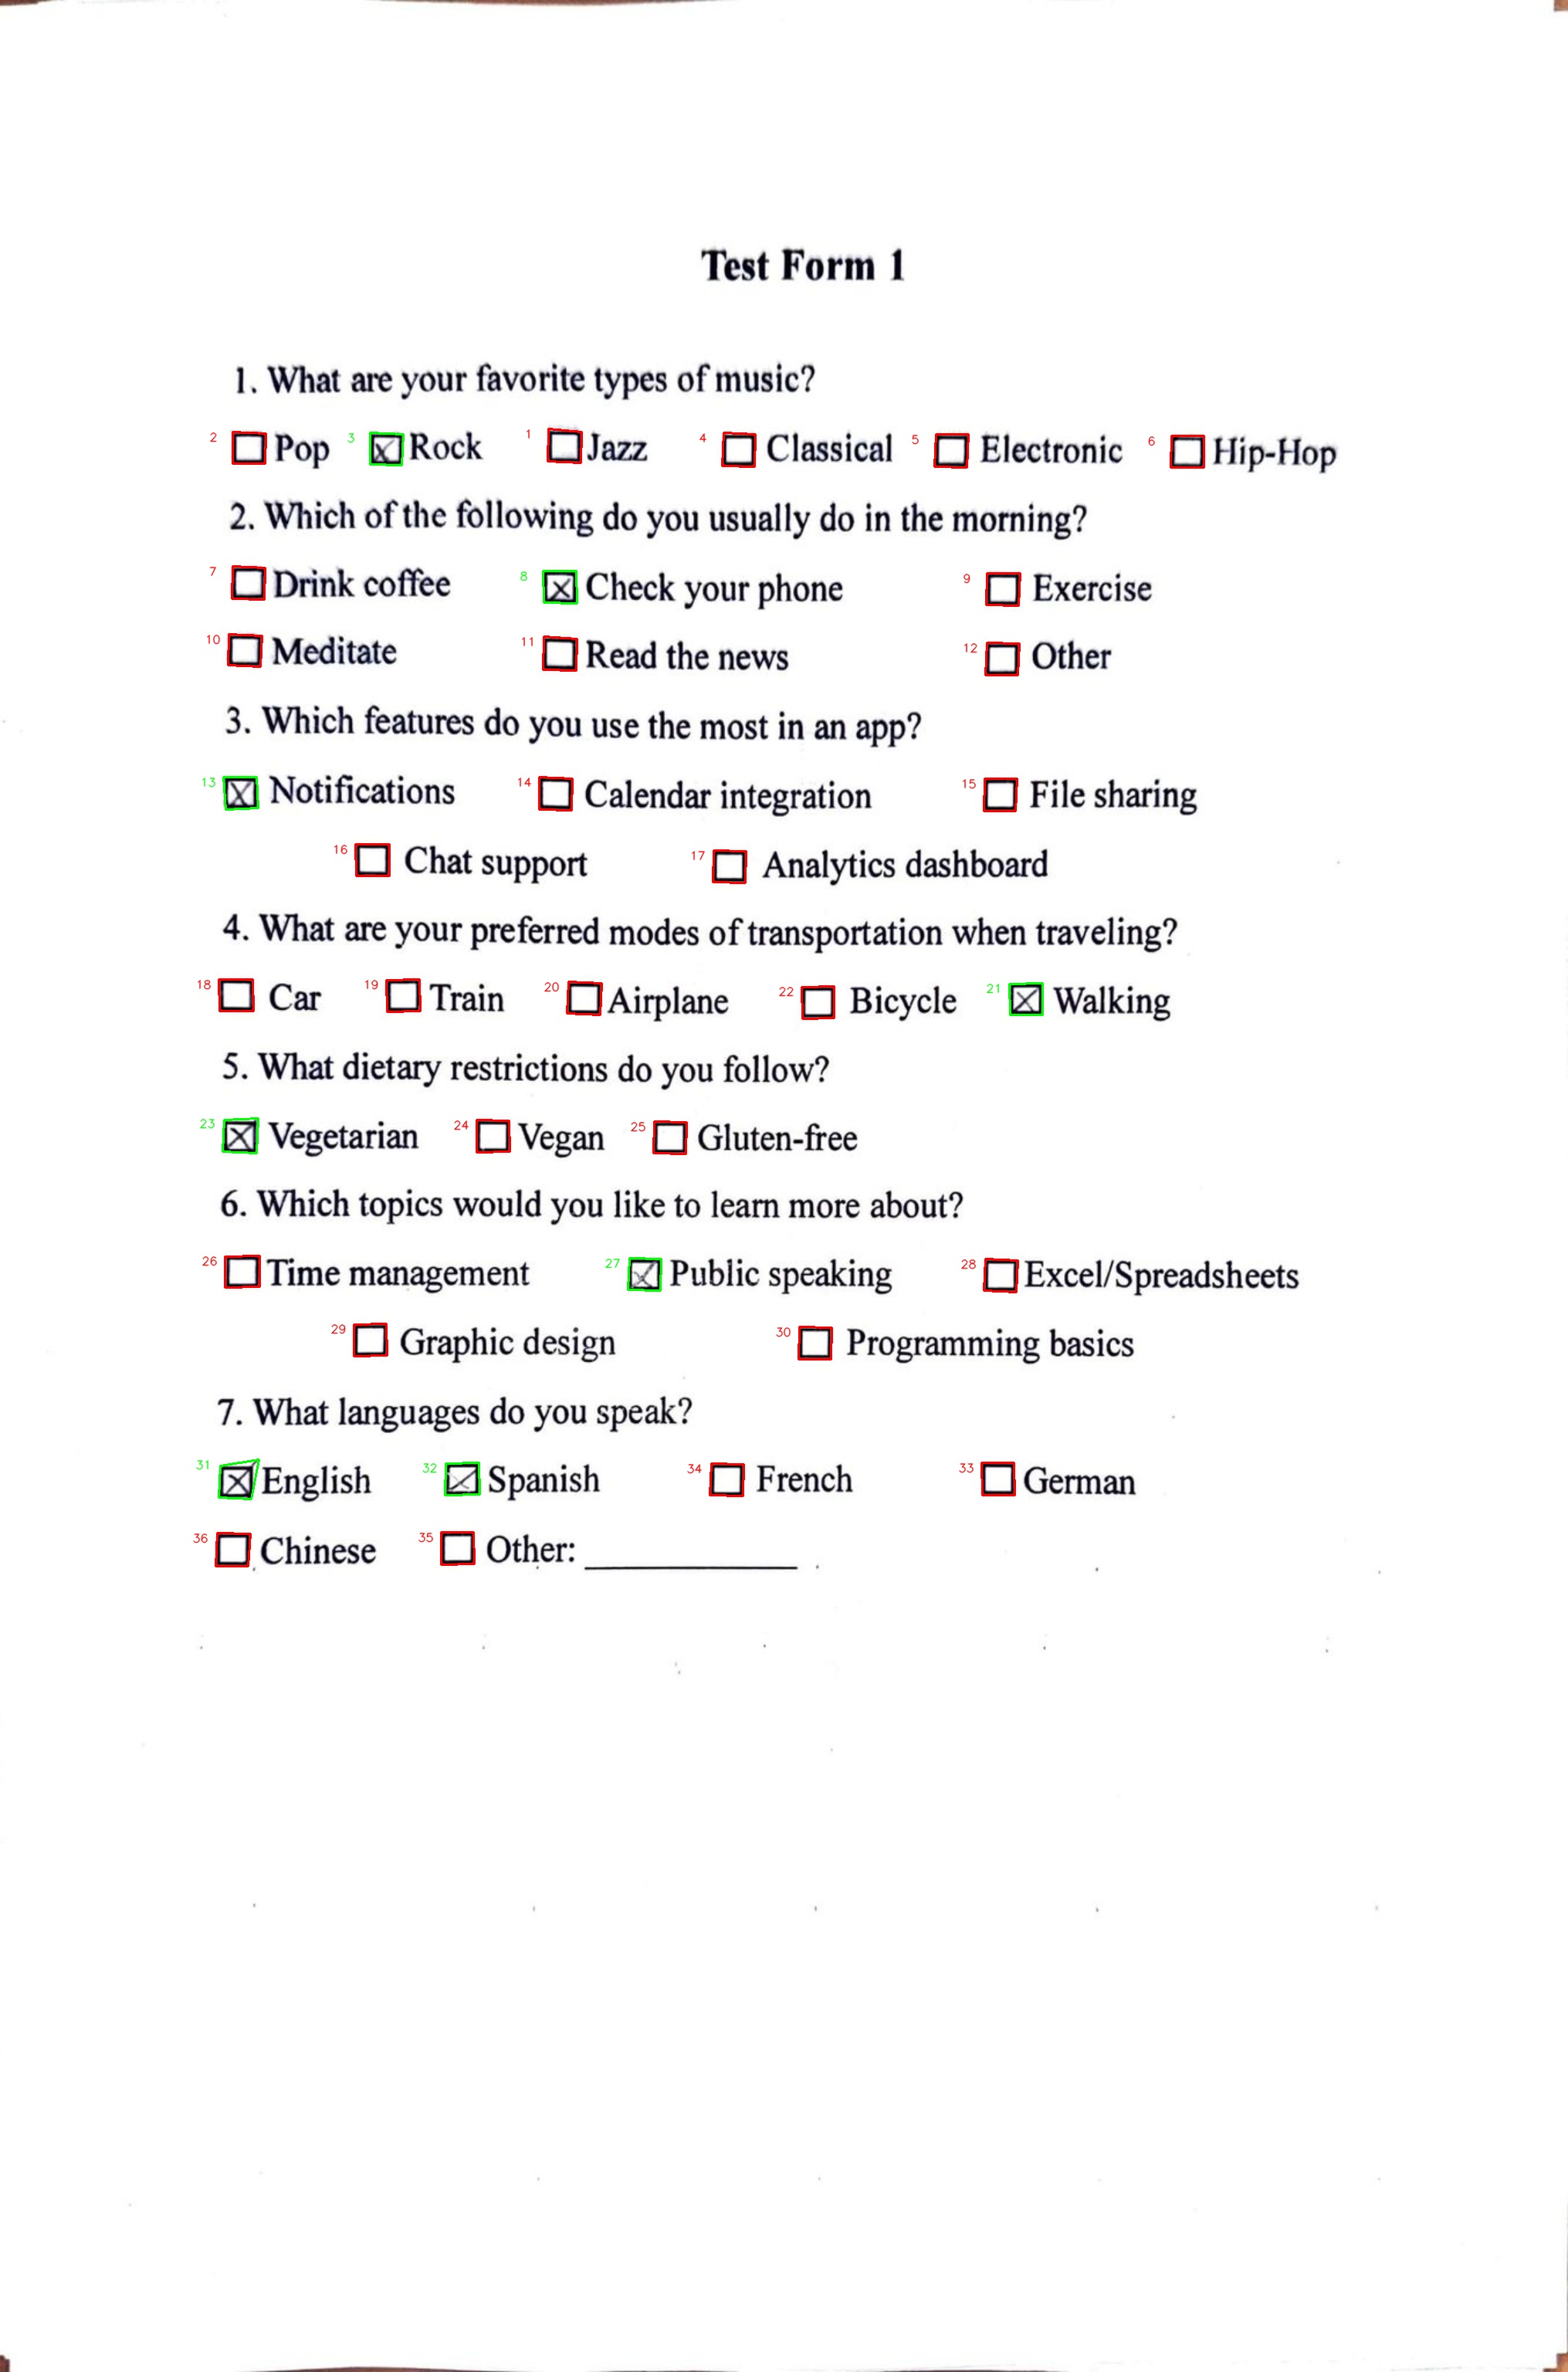 Test Form 1
1. What are your favorite types of music?
2 Pop 3 Rock 1 Jazz 4 Classical 5 Electronic 6 Hip-Hop
2. Which of the following do you usually do in the morning?
7 Drink coffee 8 Check your phone 9 Exercise
10 Meditate 11 Read the news 12 Other
3. Which features do you use the most in an app?
13 Notifications 14 Calendar integration 15 File sharing
16 Chat support 17 Analytics dashboard
4. What are your preferred modes of transportation when traveling?
18 Car 19 Train 20 Airplane 22 Bicycle 21 Walking
5. What dietary restrictions do you follow?
23 Vegetarian 24 Vegan 25 Gluten-free
6. Which topics would you like to learn more about?
26 Time management 27 Public speaking 28 Excel/Spreadsheets
29 Graphic design 30 Programming basics
7. What languages do you speak?
31 English 32 Spanish 34 French 33 German
36 Chinese 35 Other: ____________